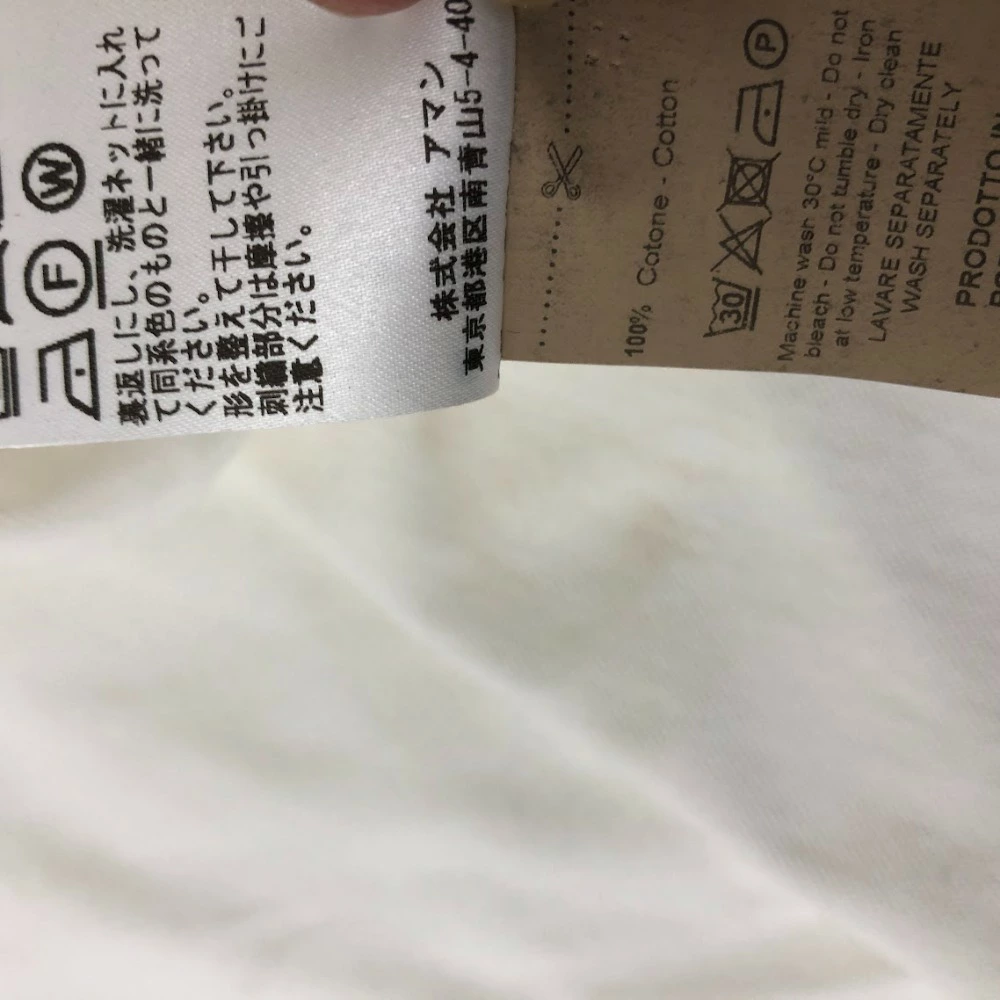 F
W
裏返しにし、洗濯ネットに入れ
て同系色のものと一緒に洗って
ください。
形を整えて干して下さい。
刺繍部分は摩擦や引っ掛けにご
注意ください。
株式会社 アマン
東京都港区南青山5-4-40
100% Cotone - Cotton
30
P
Machine wash 30°C mild - Do not
bleach - Do not tumble dry - Iron
at low temperature - Dry clean
LAVARE SEPARATAMENTE
WASH SEPARATELY
PRODOTTO IN